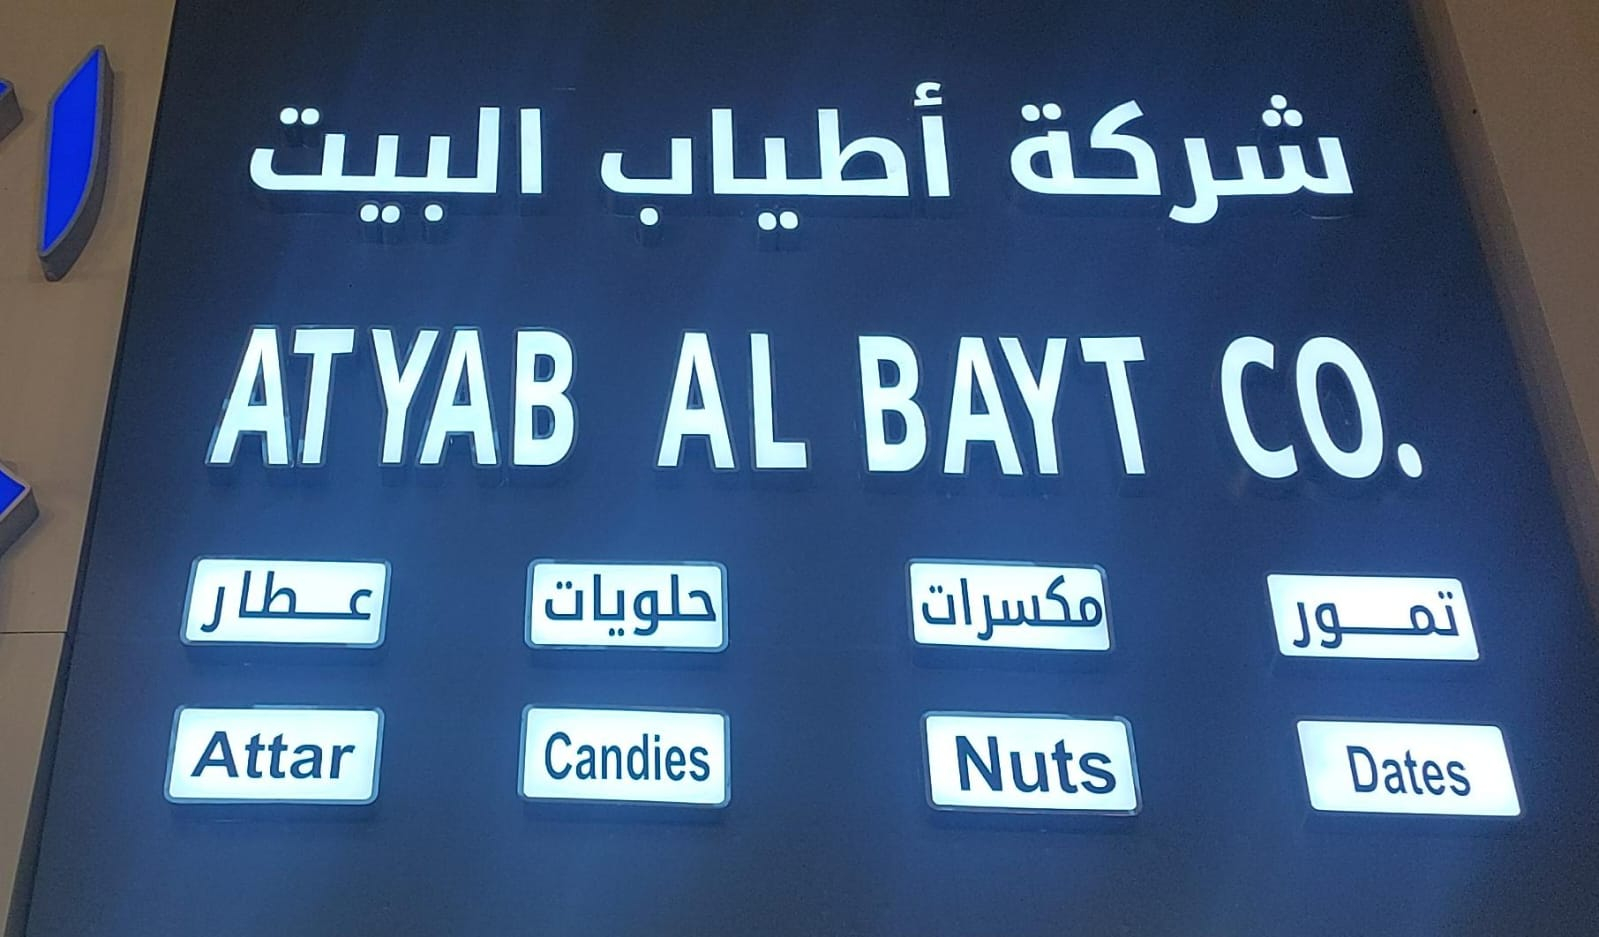 شركة أطياب البيت
ATYAB AL BAYT CO.
تمور مكسرات حلويات عطار
Attar Candies Nuts Dates